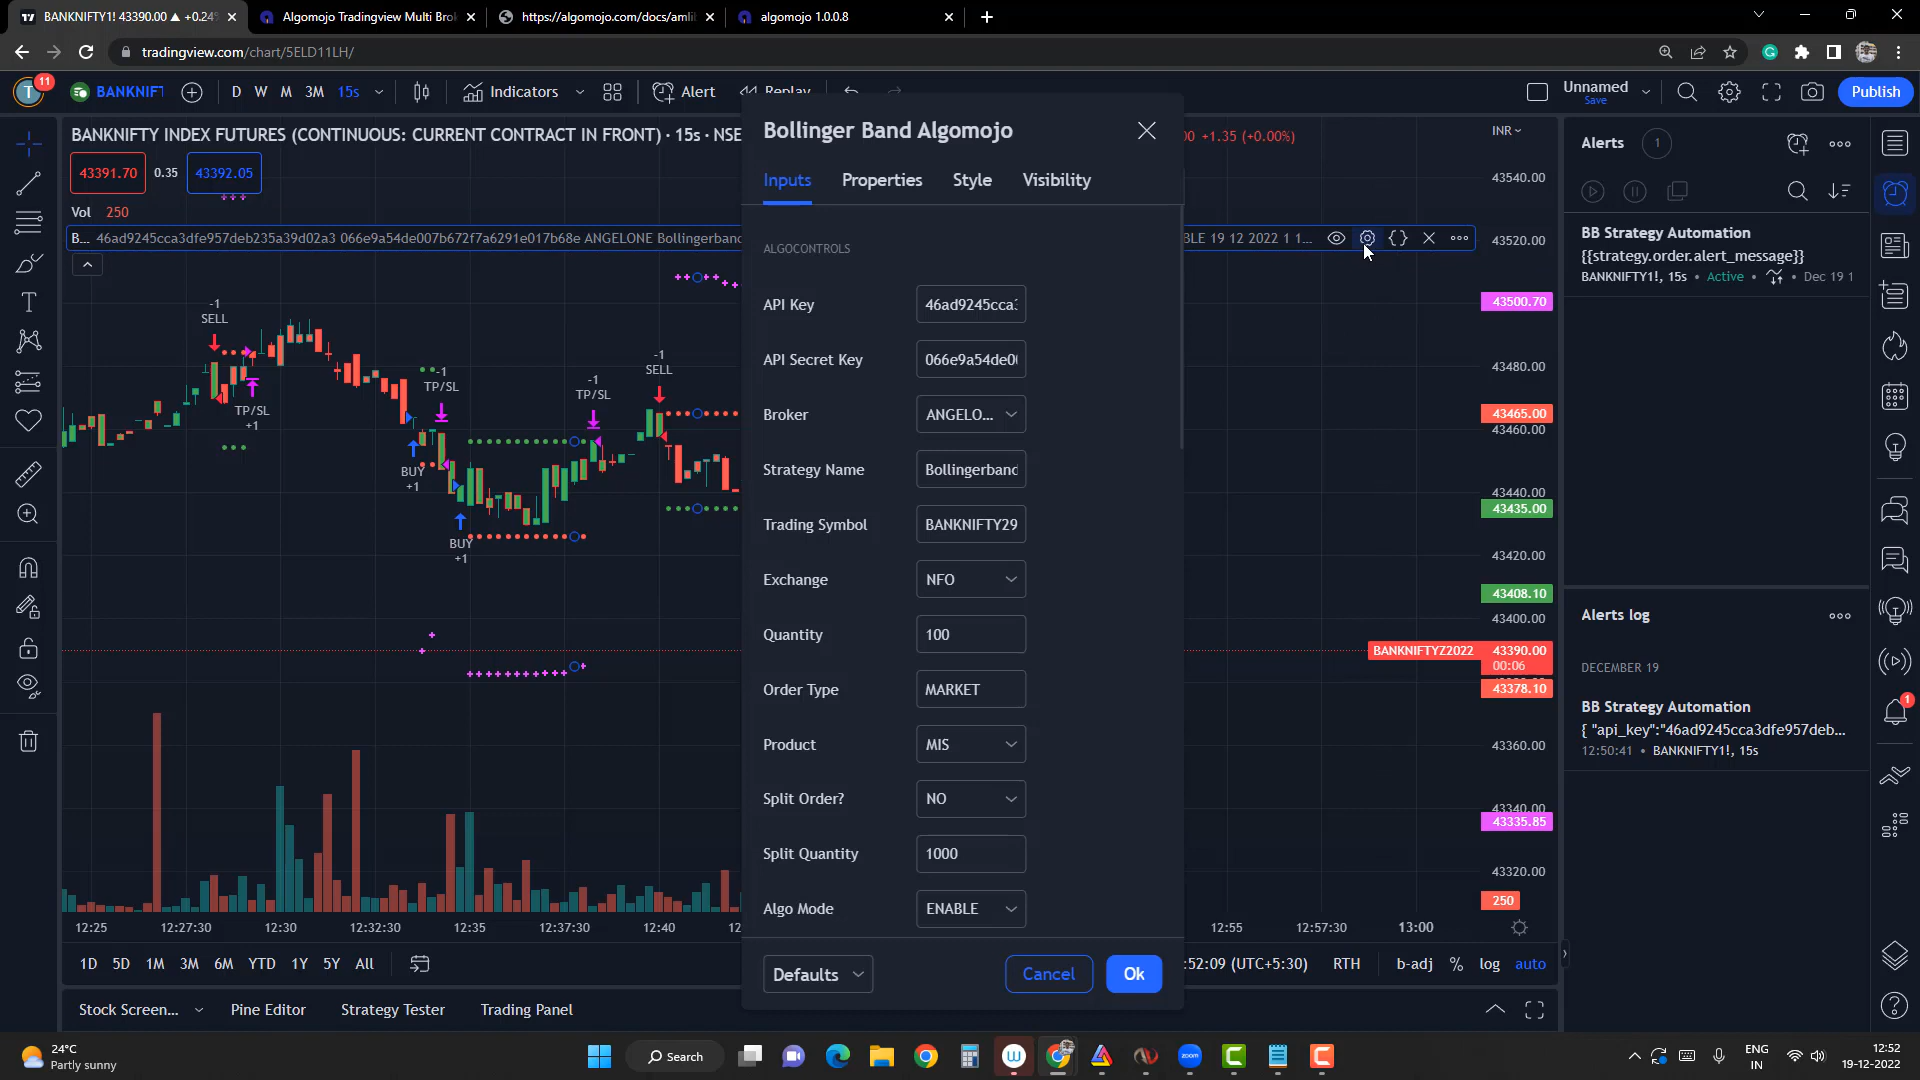 BANKNIFTY1! 43390.00 ▲ +0.24%
Algomojo Tradingview Multi Bro
https://algomojo.com/docs/amlib
algomojo 1.0.0.8
tradingview.com/chart/5ELD11LH/
T
11
BANKNIFT
D
W
M
3M
15s
Indicators
Alert
Replay
Unnamed
Save
Publish
BANKNIFTY INDEX FUTURES (CONTINUOUS: CURRENT CONTRACT IN FRONT) · 15s · NSE
00 +1.35 (+0.00%)
INR
43391.70
0.35
43392.05
Vol 250
B... 46ad9245cca3dfe957deb235a39d02a3 066e9a54de007b672f7a6291e017b68e ANGELONE Bollingerband
BLE 19 12 2022 1 1...
Bollinger Band Algomojo
Inputs
Properties
Style
Visibility
ALGOCONTROLS
API Key
46ad9245cca3
API Secret Key
066e9a54de0
Broker
ANGELO...
Strategy Name
Bollingerband
Trading Symbol
BANKNIFTY29
Exchange
NFO
Quantity
100
Order Type
MARKET
Product
MIS
Split Order?
NO
Split Quantity
1000
Algo Mode
ENABLE
Defaults
Cancel
Ok
-1
SELL
TP/SL
+1
-1
TP/SL
BUY
+1
BUY
+1
-1
TP/SL
-1
SELL
43540.00
43520.00
43500.70
43480.00
43465.00
43460.00
43440.00
43435.00
43420.00
43408.10
43400.00
BANKNIFTYZ2022
43390.00
00:06
43378.10
43360.00
43340.00
43335.85
43320.00
250
12:25
12:27:30
12:30
12:32:30
12:35
12:37:30
12:40
12
12:55
12:57:30
13:00
1D
5D
1M
3M
6M
YTD
1Y
5Y
All
:52:09 (UTC+5:30)
RTH
b-adj
%
log
auto
Stock Screen...
Pine Editor
Strategy Tester
Trading Panel
Alerts
1
BB Strategy Automation
{{strategy.order.alert_message}}
BANKNIFTY1!, 15s • Active • • Dec 19 1
Alerts log
DECEMBER 19
BB Strategy Automation
{ "api_key":"46ad9245cca3dfe957deb...
12:50:41 • BANKNIFTY1!, 15s
1
24°C
Partly sunny
Search
W
zoom
ENG
IN
12:52
19-12-2022